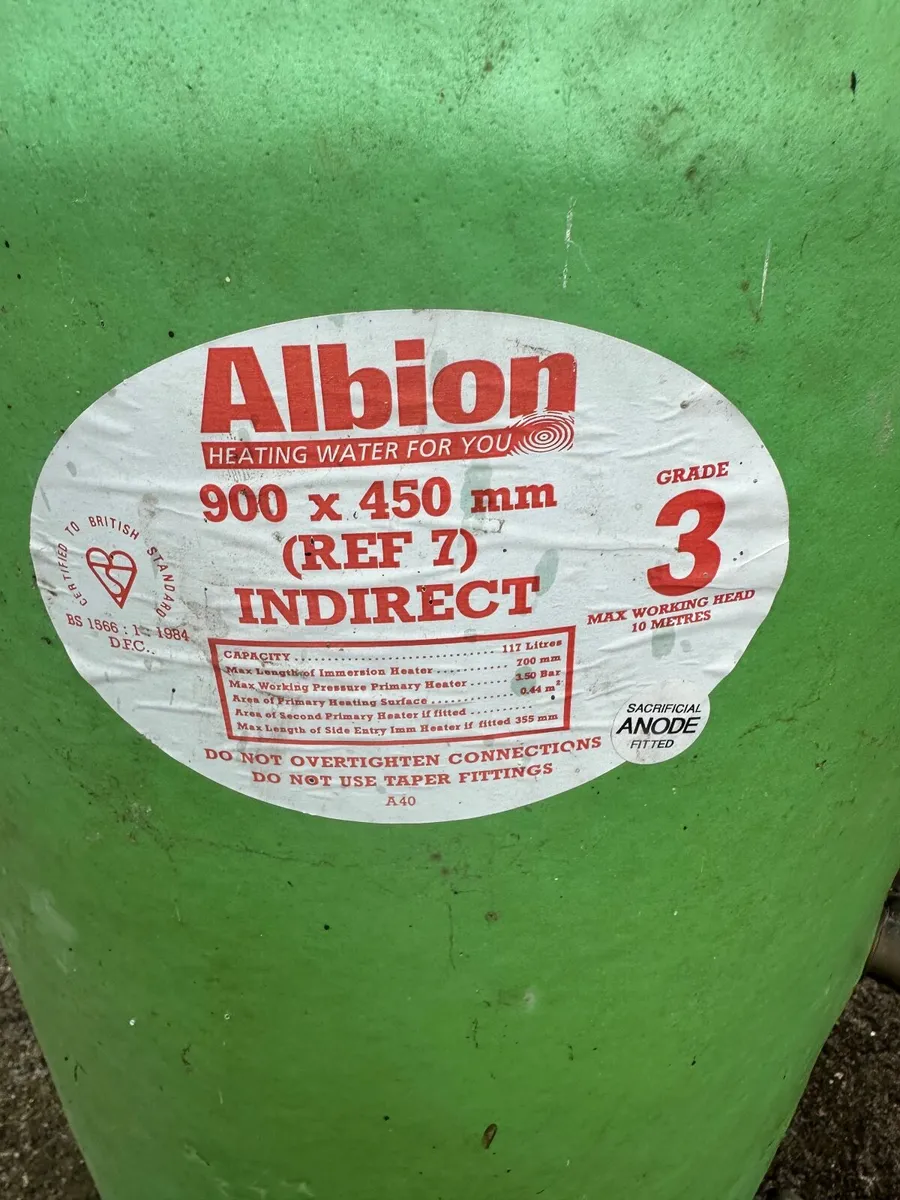 Albion
HEATING WATER FOR YOU
900 x 450 mm
(REF 7)
INDIRECT
GRADE
3
MAX WORKING HEAD
10 METRES
CERTIFIED TO BRITISH STANDARD
BS 1566 : 1 : 1984
D.F.C..
CAPACITY ........................ 117 Litres
Max Length of Immersion Heater .......... 700 mm
Max Working Pressure Primary Heater ...... 3.50 Bar
Area of Primary Heating Surface ............ 0.44 m²
Area of Second Primary Heater if fitted ..........
Max Length of Side Entry Imm Heater if fitted 355 mm
SACRIFICIAL
ANODE
FITTED
DO NOT OVERTIGHTEN CONNECTIONS
DO NOT USE TAPER FITTINGS
A40